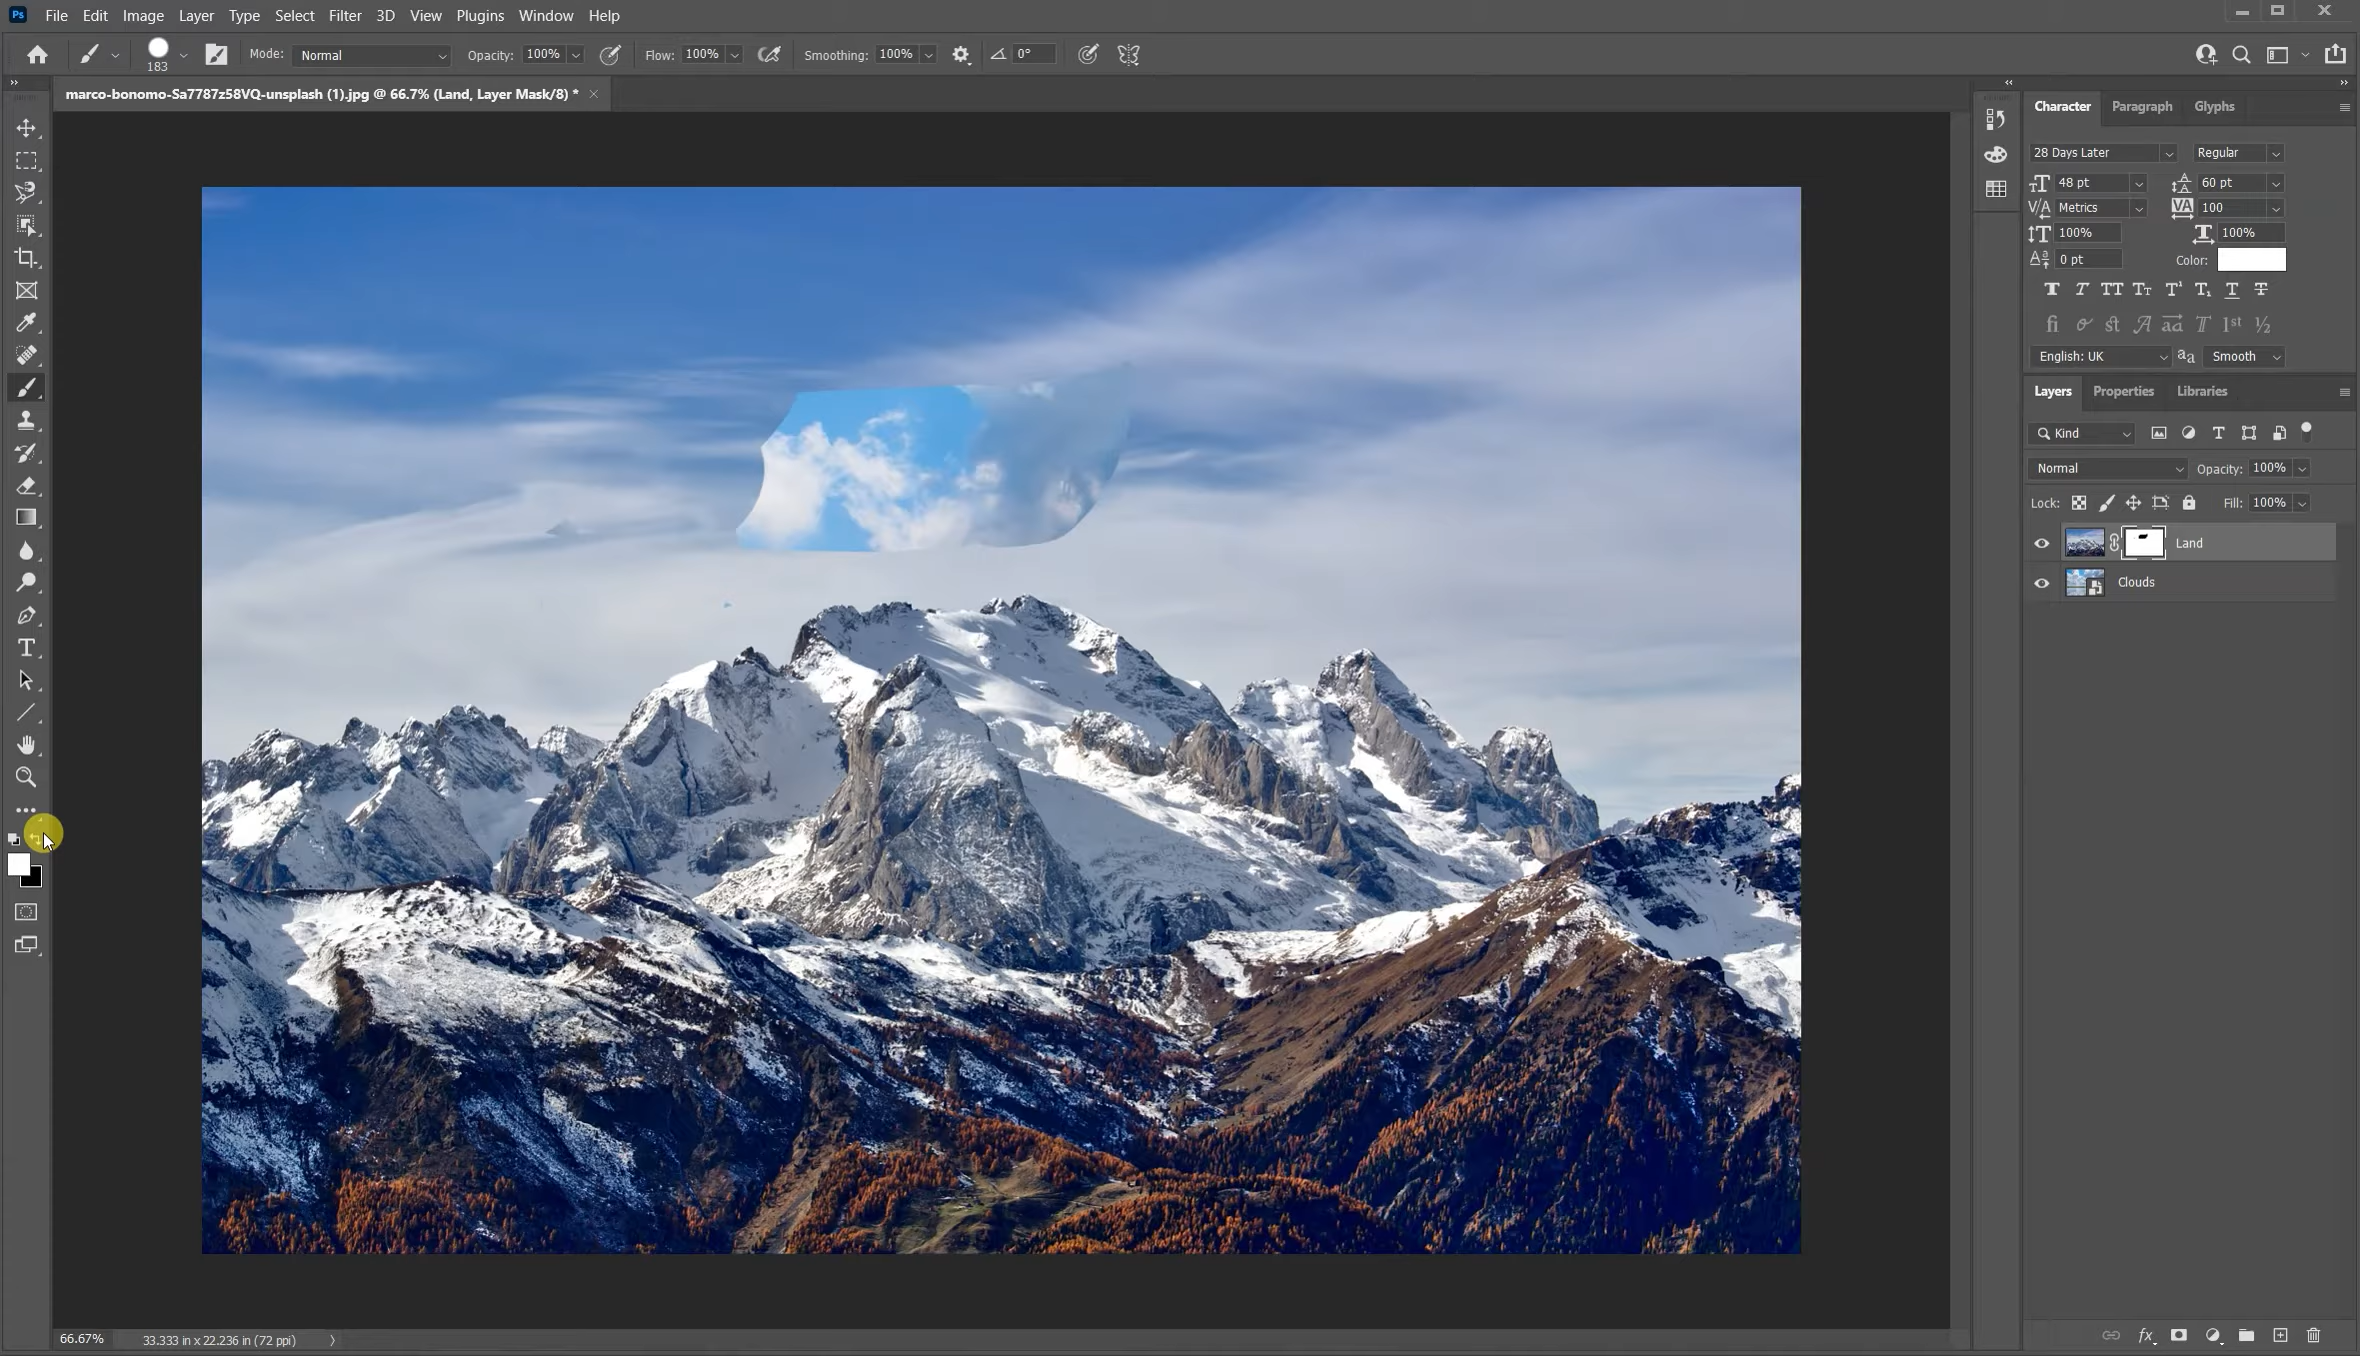 Ps File Edit Image Layer Type Select Filter 3D View Plugins Window Help
183 Mode: Normal Opacity: 100% Flow: 100% Smoothing: 100% 0°
marco-bonomo-Sa7787z58VQ-unsplash (1).jpg @ 66.7% (Land, Layer Mask/8) *
Character Paragraph Glyphs
28 Days Later Regular
48 pt 60 pt
Metrics 100
100% 100%
0 pt Color:
English: UK aa Smooth
Layers Properties Libraries
Kind
Normal Opacity: 100%
Lock: Fill: 100%
Land
Clouds
66.67% 33.333 in x 22.236 in (72 ppi)